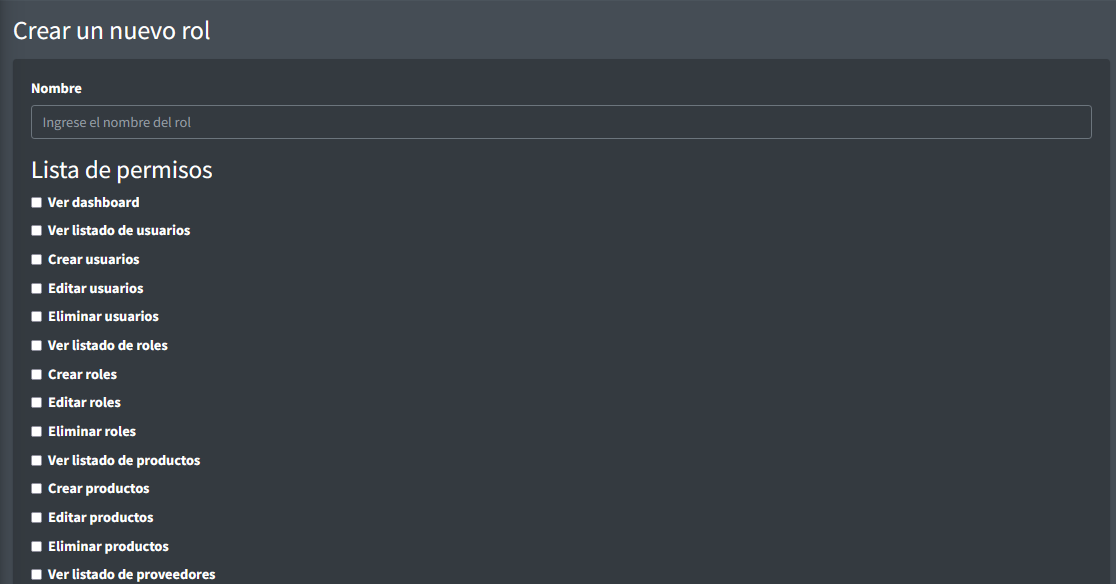 Crear un nuevo rol
Nombre
Ingrese el nombre del rol
Lista de permisos
Ver dashboard
Ver listado de usuarios
Crear usuarios
Editar usuarios
Eliminar usuarios
Ver listado de roles
Crear roles
Editar roles
Eliminar roles
Ver listado de productos
Crear productos
Editar productos
Eliminar productos
Ver listado de proveedores